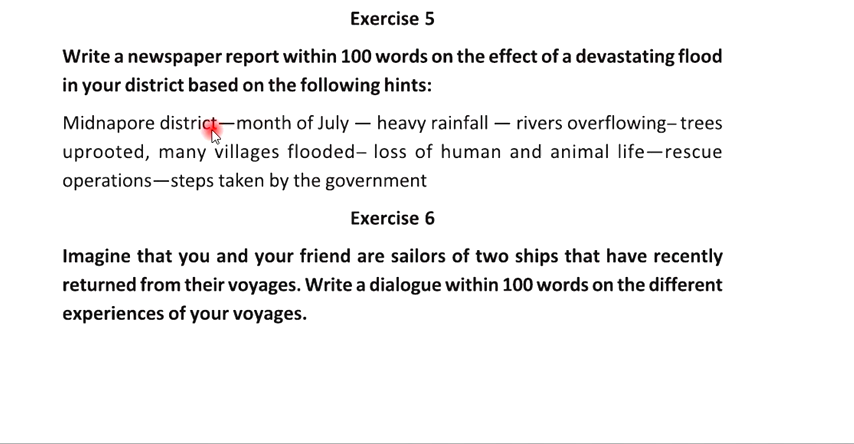 Exercise 5
Write a newspaper report within 100 words on the effect of a devastating flood
in your district based on the following hints:
Midnapore district—month of July — heavy rainfall — rivers overflowing– trees
uprooted, many villages flooded– loss of human and animal life—rescue
operations—steps taken by the government
Exercise 6
Imagine that you and your friend are sailors of two ships that have recently
returned from their voyages. Write a dialogue within 100 words on the different
experiences of your voyages.